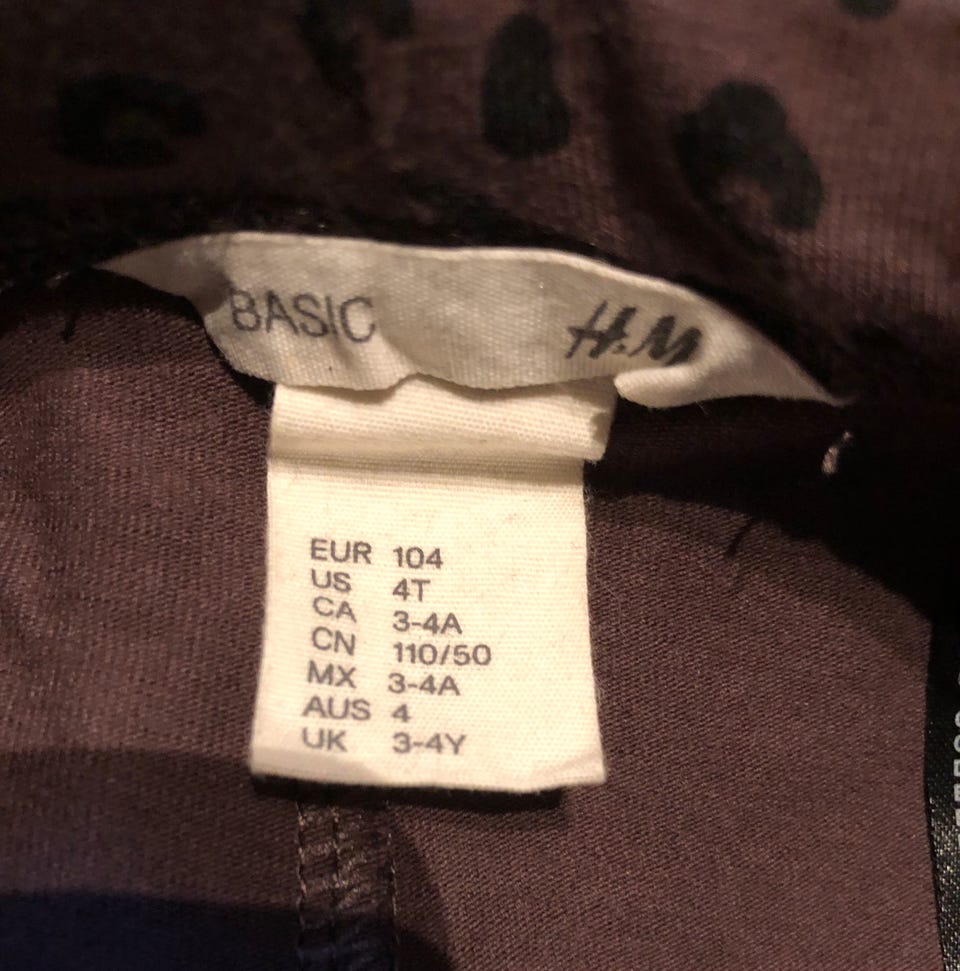 BASIC H&M
EUR 104
US 4T
CA 3-4A
CN 110/50
MX 3-4A
AUS 4
UK 3-4Y